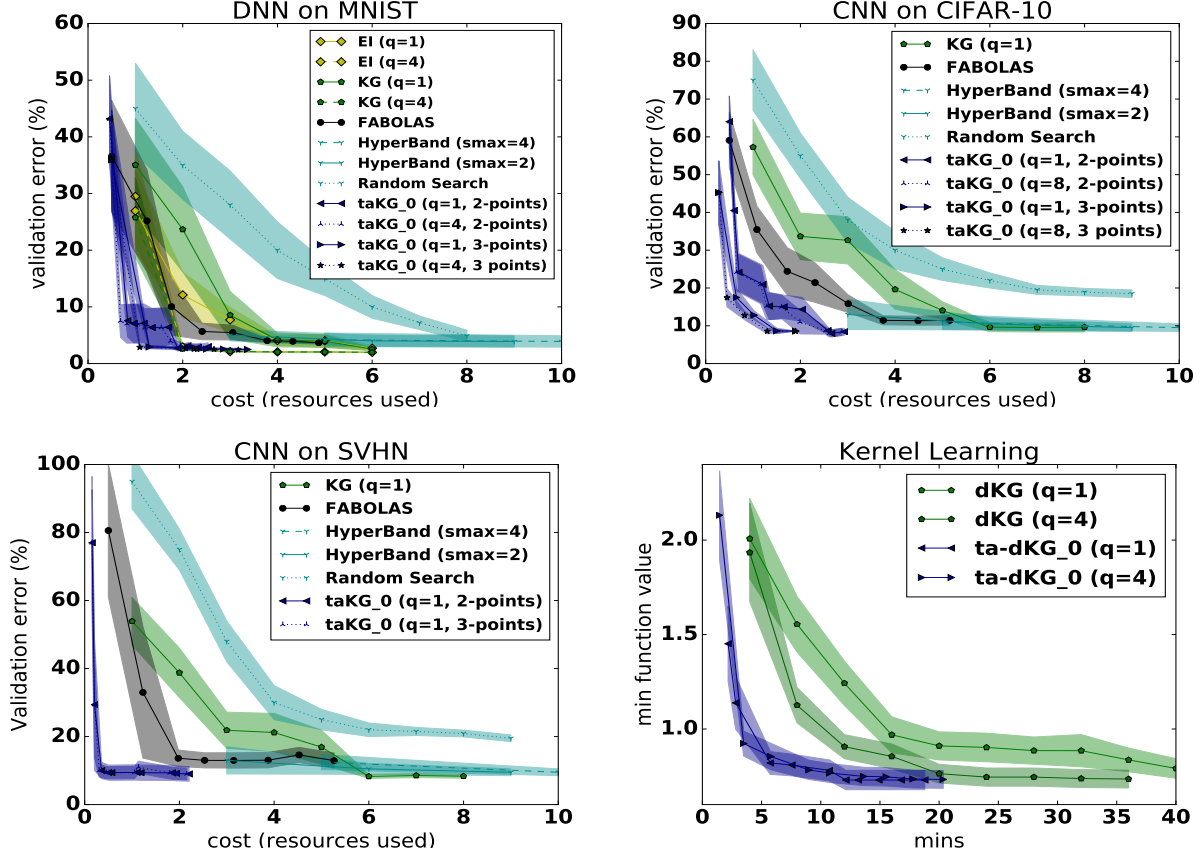 DNN on MNIST
60
50
40
30
20
10
0
validation error (%)
EI (q=1)
EI (q=4)
KG (q=1)
KG (q=4)
FABOLAS
HyperBand (smax=4)
HyperBand (smax=2)
Random Search
taKG_0 (q=1, 2-points)
taKG_0 (q=4, 2-points)
taKG_0 (q=1, 3-points)
taKG_0 (q=4, 3 points)
0 2 4 6 8 10
cost (resources used)
CNN on CIFAR-10
90
80
70
60
50
40
30
20
10
0
validation error (%)
KG (q=1)
FABOLAS
HyperBand (smax=4)
HyperBand (smax=2)
Random Search
taKG_0 (q=1, 2-points)
taKG_0 (q=8, 2-points)
taKG_0 (q=1, 3-points)
taKG_0 (q=8, 3 points)
0 2 4 6 8 10
cost (resources used)
CNN on SVHN
100
80
60
40
20
0
Validation error (%)
KG (q=1)
FABOLAS
HyperBand (smax=4)
HyperBand (smax=2)
Random Search
taKG_0 (q=1, 2-points)
taKG_0 (q=1, 3-points)
0 2 4 6 8 10
cost (resources used)
Kernel Learning
2.0
1.5
1.0
min function value
dKG (q=1)
dKG (q=4)
ta-dKG_0 (q=1)
ta-dKG_0 (q=4)
0 5 10 15 20 25 30 35 40
mins